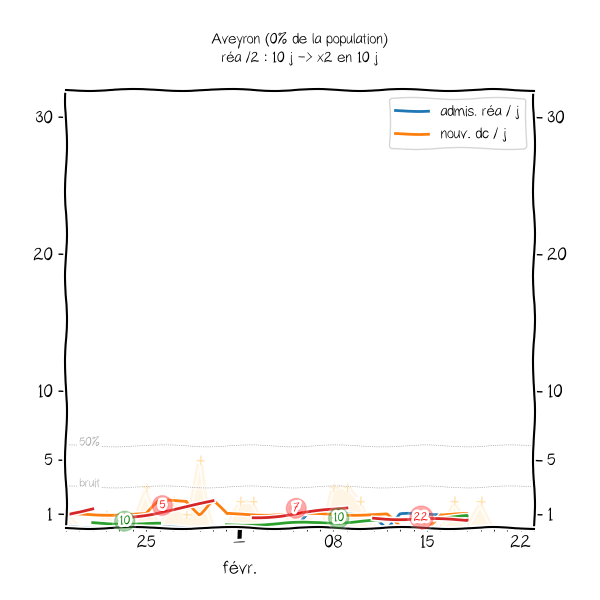 Aveyron (0% de la population)
réa /2 : 10 j -> x2 en 10 j
admis. réa / j
nouv. dc / j
30 30
20 20
10 10
50%
5 5
bruit
5 7
10 10 22
1 1
25 1 08 15 22
févr.